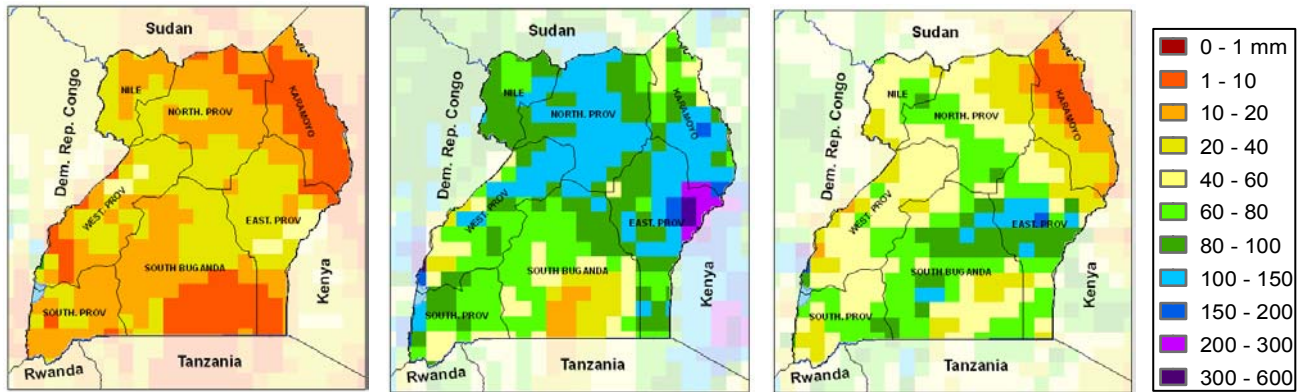 Sudan
Dem. Rep. Congo
NILE
NORTH. PROV
KARAMOYO
WEST. PROV
EAST. PROV
SOUTH BUGANDA
SOUTH. PROV
Kenya
Tanzania
Rwanda
Sudan
Dem. Rep. Congo
NILE
NORTH. PROV
KARAMOYO
WEST. PROV
EAST. PROV
SOUTH BUGANDA
SOUTH. PROV
Kenya
Tanzania
Rwanda
Sudan
Dem. Rep. Congo
NILE
NORTH. PROV
KARAMOYO
WEST. PROV
EAST. PROV
SOUTH.BUGANDA
SOUTH. PROV
Kenya
Tanzania
Rwanda
0 - 1 mm
1 - 10
10 - 20
20 - 40
40 - 60
60 - 80
80 - 100
100 - 150
150 - 200
200 - 300
300 - 600